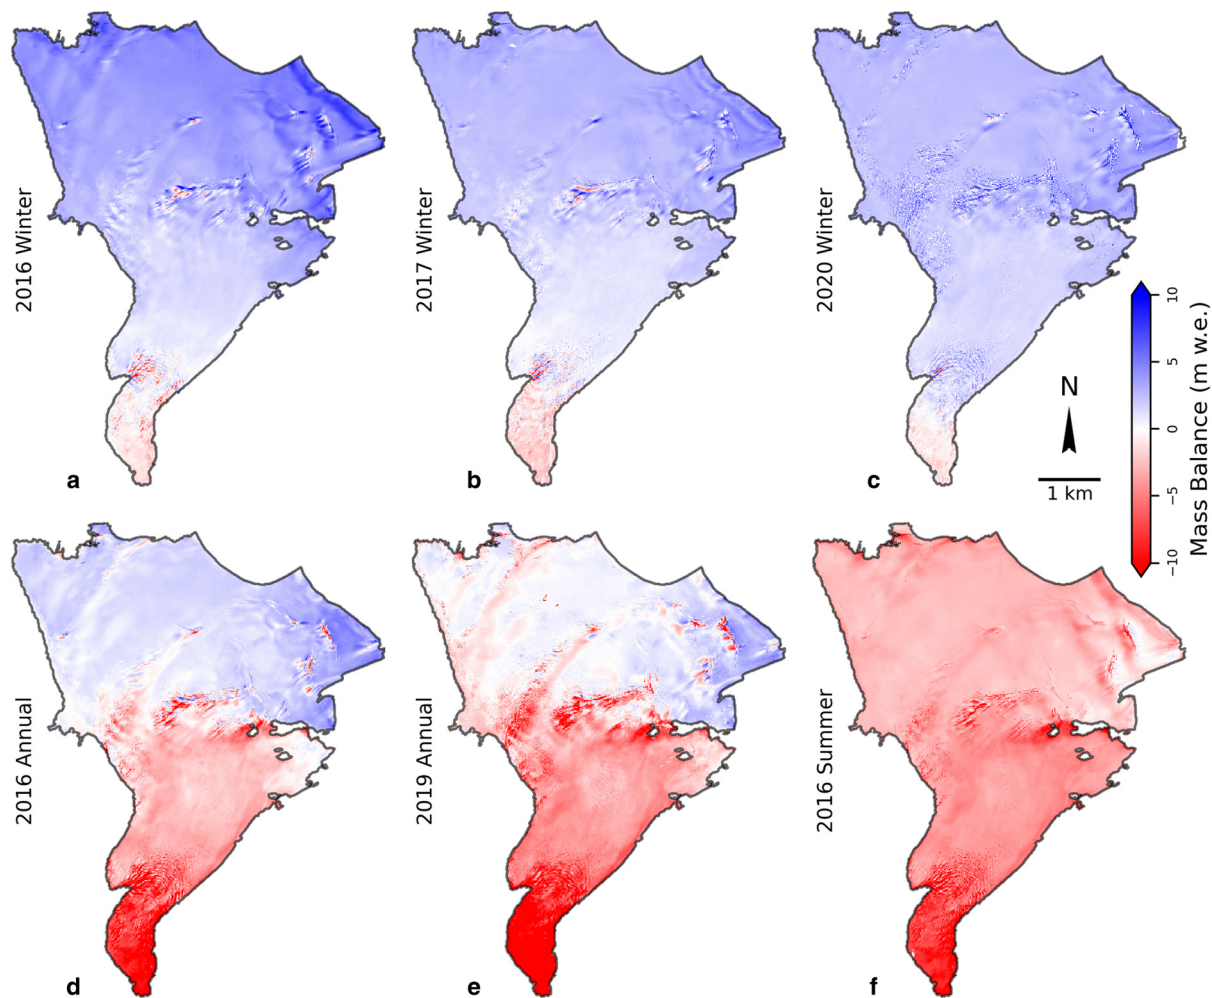 2016 Winter
a
2017 Winter
b
2020 Winter
c
N
1 km
10
5
0
−5
−10
Mass Balance (m w.e.)
2016 Annual
d
2019 Annual
e
2016 Summer
f